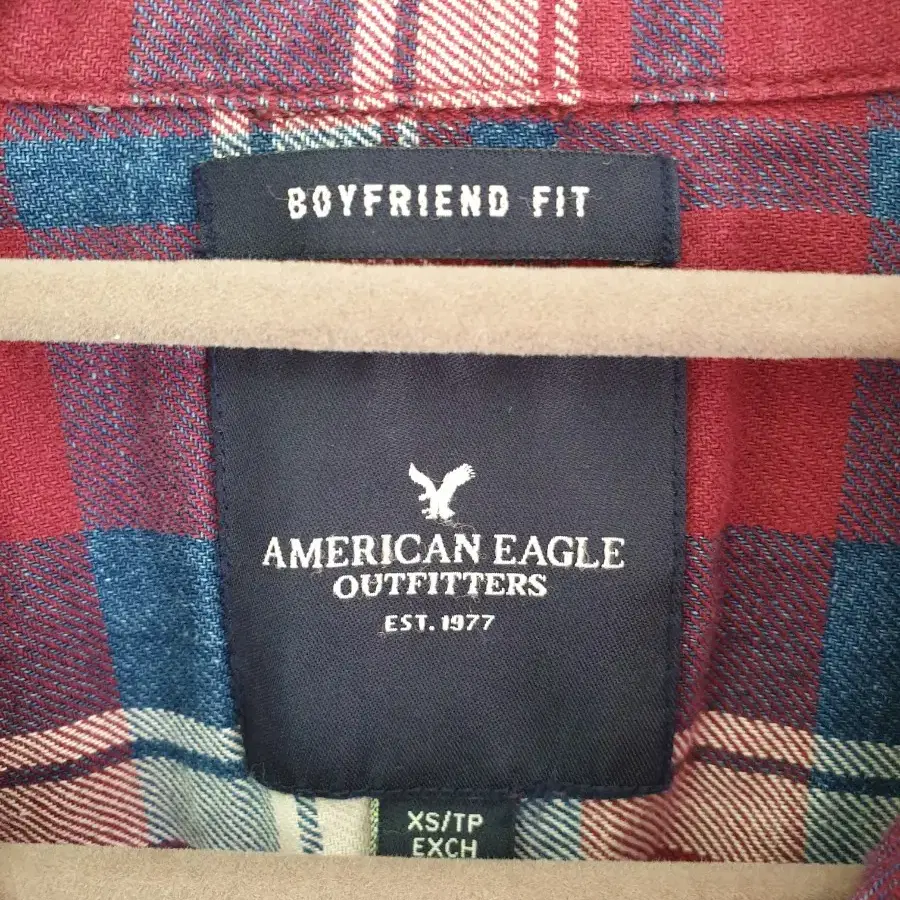 BOYFRIEND FIT
AMERICAN EAGLE
OUTFITTERS
EST. 1977
XS/TP
EXCH